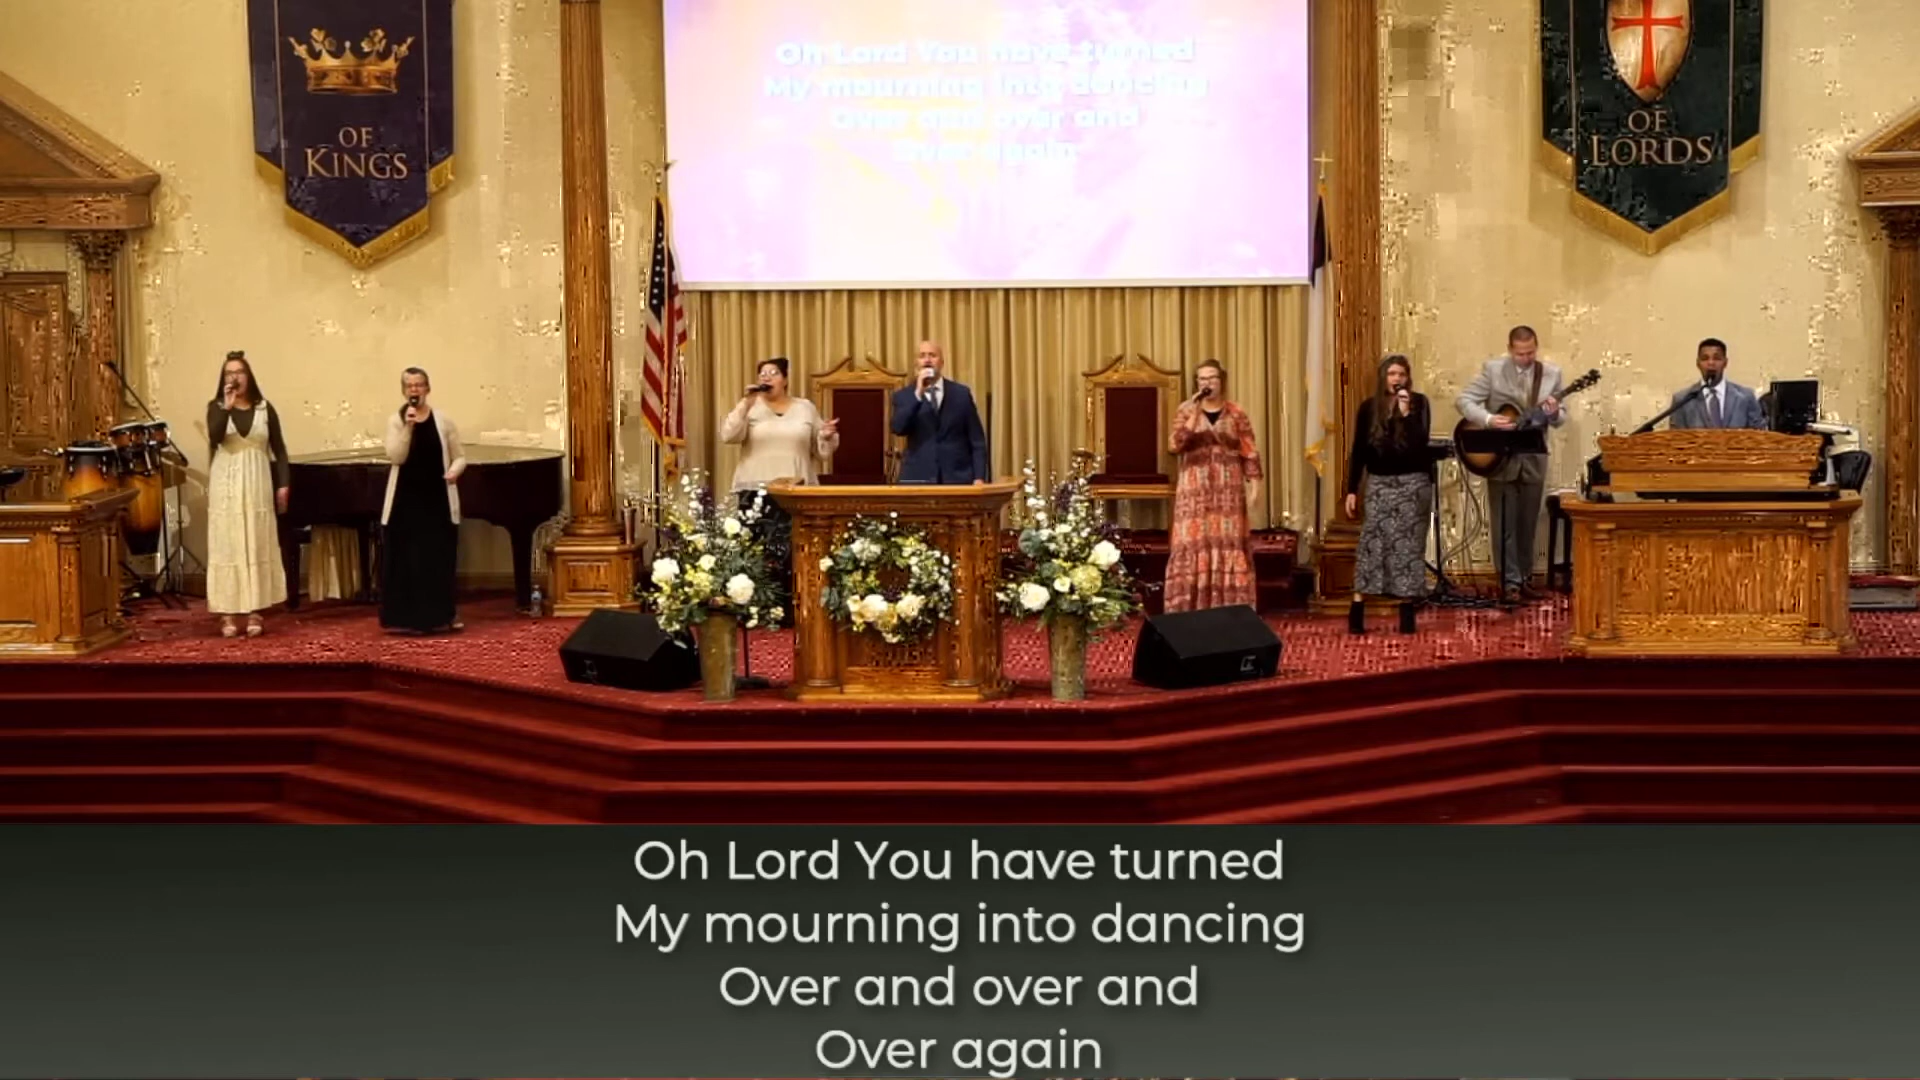 OF
KINGS
Oh Lord You have turned
My mourning into dancing
Over and over and
Over again
OF
LORDS
Oh Lord You have turned
My mourning into dancing
Over and over and
Over again